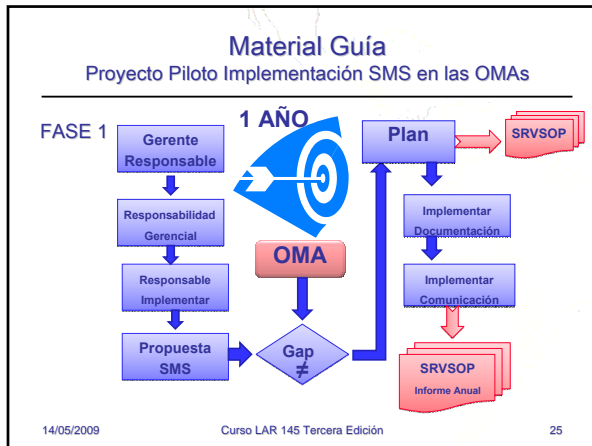 Material Guía
Proyecto Piloto Implementación SMS en las OMAs
FASE 1
1 AÑO
Gerente
Responsable
Responsabilidad
Gerencial
Responsable
Implementar
Propuesta
SMS
OMA
Gap
≠
Plan
SRVSOP
Implementar
Documentación
Implementar
Comunicación
SRVSOP
Informe Anual
14/05/2009
Curso LAR 145 Tercera Edición
25